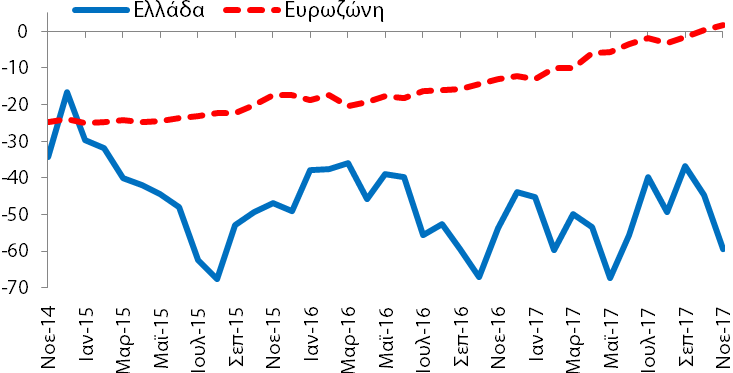 Ελλάδα
Ευρωζώνη
-0
-10
-20
-30
-40
-50
-60
-70
Νοε-14
Ιαν-15
Μαρ-15
Μαϊ-15
Ιουλ-15
Σεπ-15
Νοε-15
Ιαν-16
Μαρ-16
Μαϊ-16
Ιουλ-16
Σεπ-16
Νοε-16
Ιαν-17
Μαρ-17
Μαϊ-17
Ιουλ-17
Σεπ-17
Νοε-17